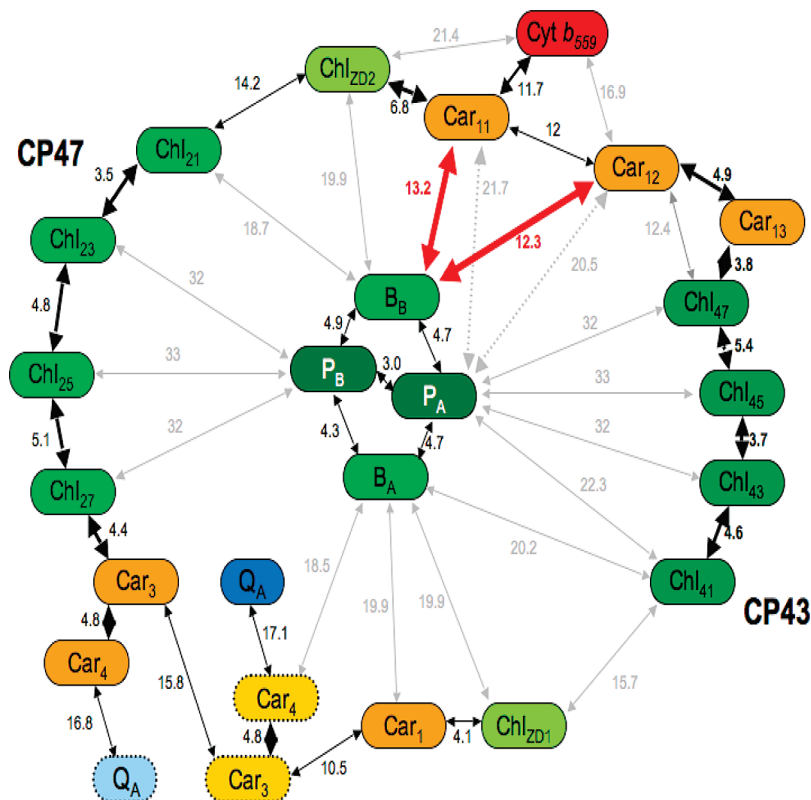 21.4
Cyt b559
ChlZD2
14.2
6.8
11.7
16.9
Car11
12
CP47
Chl21
Car12
4.9
3.5
19.9
13.2
21.7
Car13
18.7
12.3
12.4
Chl23
20.5
3.8
32
BB
Chl47
4.8
4.9
4.7
32
5.4
33
PB
3.0
PA
33
Chl25
Chl45
5.1
32
4.3
4.7
32
3.7
Chl27
BA
Chl43
22.3
4.4
4.6
20.2
18.5
Car3
QA
Chl41
CP43
4.8
19.9
19.9
17.1
Car4
15.8
15.7
Car4
16.8
Car1
ChlZD1
4.8
4.1
QA
Car3
10.5